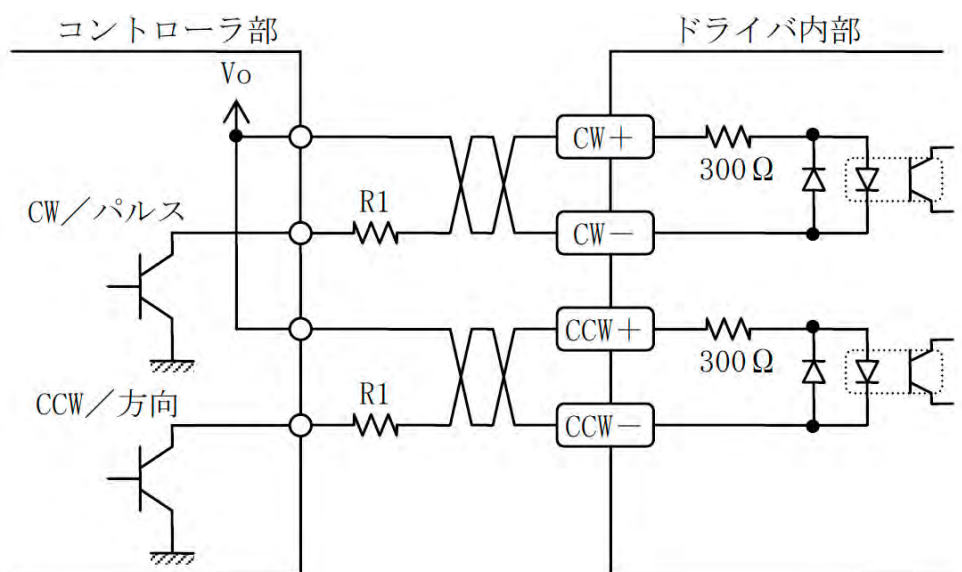 コントローラ部
ドライバ内部
Vo
CW+
300Ω
CW/パルス
R1
CW−
CCW+
300Ω
CCW/方向
R1
CCW−